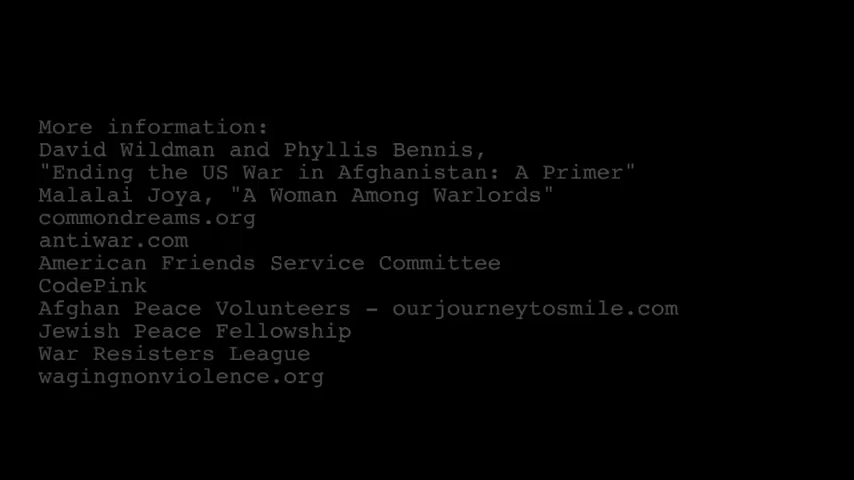 More information:
David Wildman and Phyllis Bennis,
"Ending the US War in Afghanistan: A Primer"
Malalai Joya, "A Woman Among Warlords"
commondreams.org
antiwar.com
American Friends Service Committee
CodePink
Afghan Peace Volunteers - ourjourneytosmile.com
Jewish Peace Fellowship
War Resisters League
wagingnonviolence.org